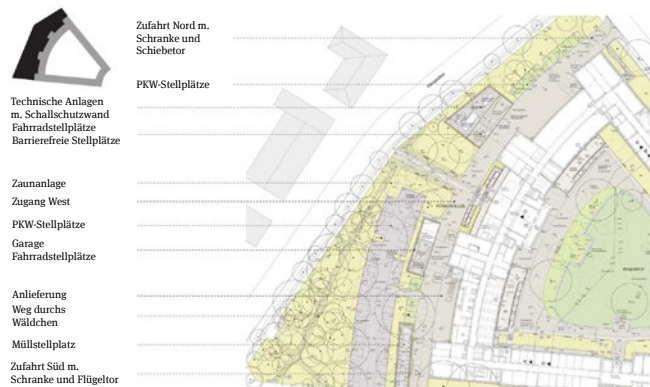 Zufahrt Nord m.
Schranke und
Schiebetor
PKW-Stellplätze
Technische Anlagen
m. Schallschutzwand
Fahrradstellplätze
Barrierefreie Stellplätze
Zaunanlage
Zugang West
PKW-Stellplätze
Garage
Fahrradstellplätze
Anlieferung
Weg durchs
Wäldchen
Müllstellplatz
Zufahrt Süd m.
Schranke und Flügeltor